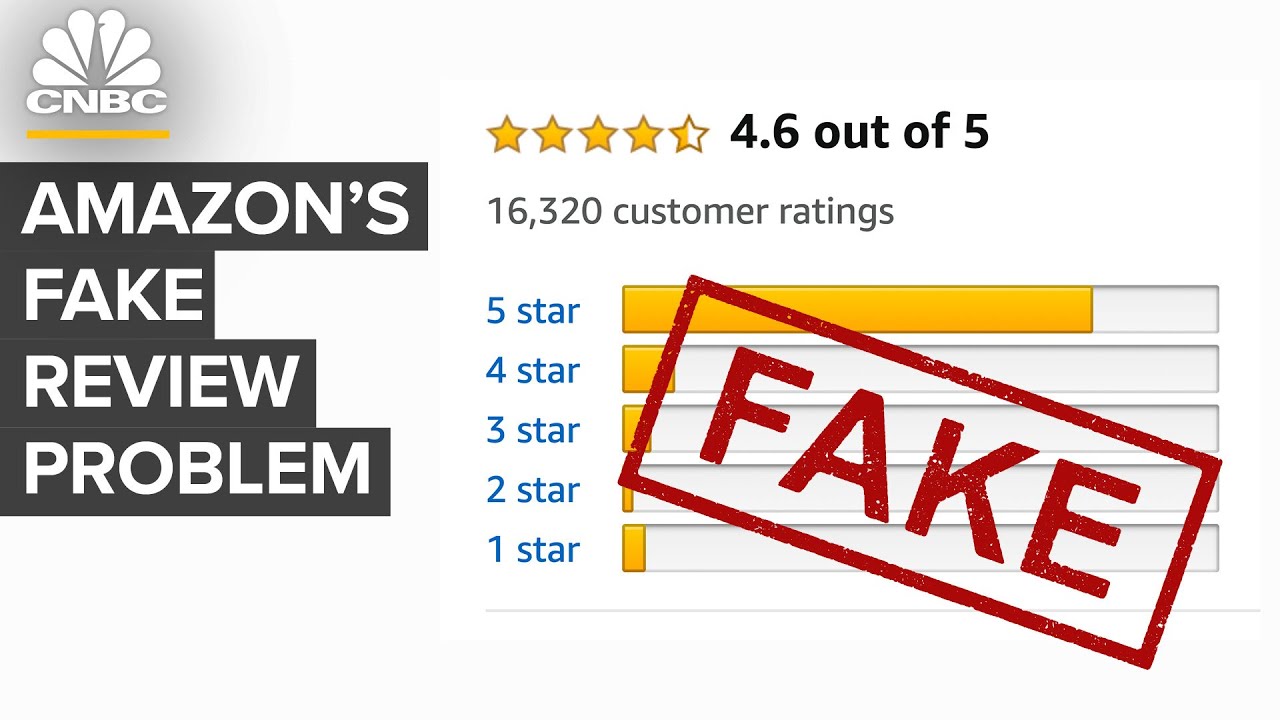 CNBC
AMAZON'S
FAKE
REVIEW
PROBLEM
4.6 out of 5
16,320 customer ratings
5 star
4 star
3 star
2 star
1 star
FAKE